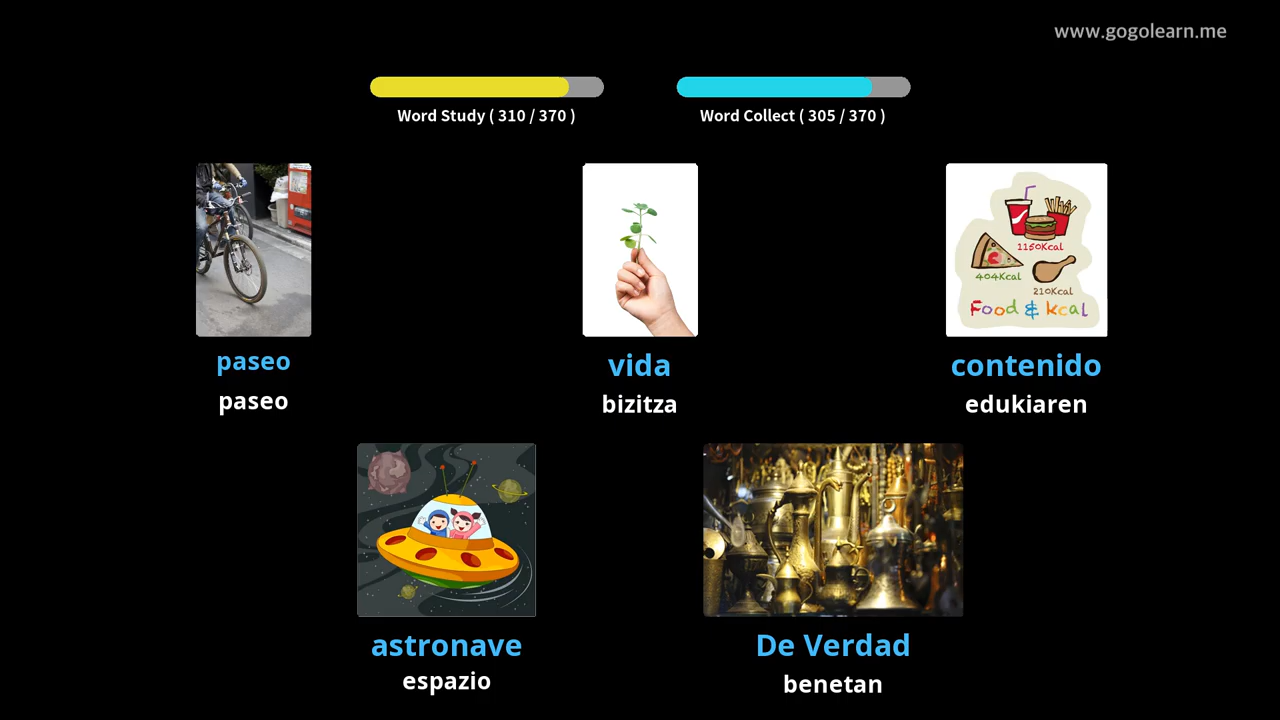 www.gogolearn.me
Word Study ( 310 / 370 )
Word Collect ( 305 / 370 )
1150Kcal
404Kcal
210Kcal
Food & kcal
paseo
paseo
vida
bizitza
contenido
edukiaren
astronave
espazio
De Verdad
benetan